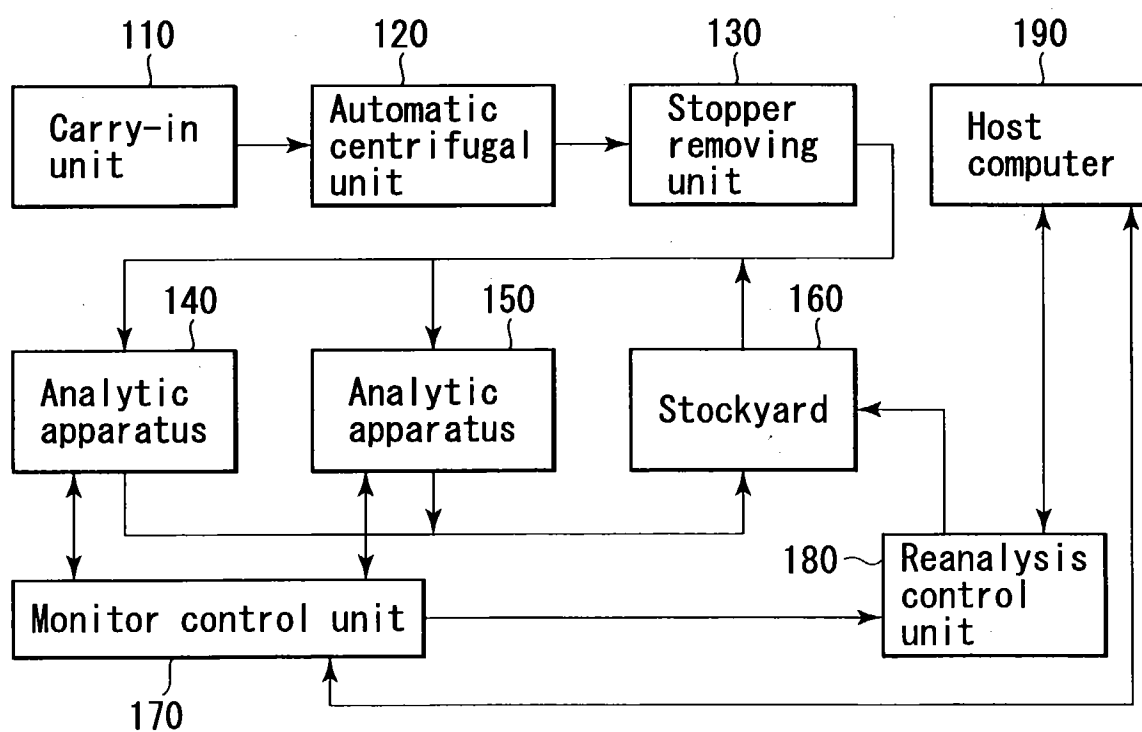 110
120
130
190
Carry-in
unit
Automatic
centrifugal
unit
Stopper
removing
unit
Host
computer
140
150
160
Analytic
apparatus
Analytic
apparatus
Stockyard
180
Reanalysis
control
unit
Monitor control unit
170